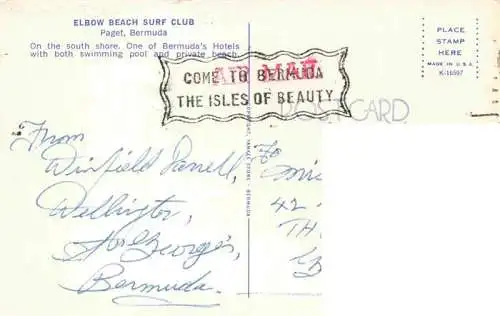 ELBOW BEACH SURF CLUB
Paget, Bermuda
On the south shore. One of Bermuda's Hotels
with both swimming pool and private beach.
PLACE
STAMP
HERE
MADE IN U.S.A.
K-16597
AIR MAIL
COME TO BERMUDA
THE ISLES OF BEAUTY
POST CARD
From
Winfield
Wellington,
St. George's,
Bermuda.
To
42
TH